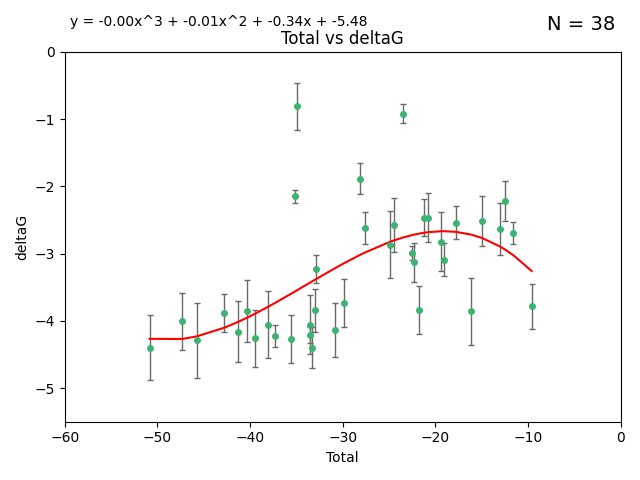 y = -0.00x^3 + -0.01x^2 + -0.34x + -5.48
N = 38
Total vs deltaG
0
−1
−2
−3
−4
−5
deltaG
−60 −50 −40 −30 −20 −10 0
Total